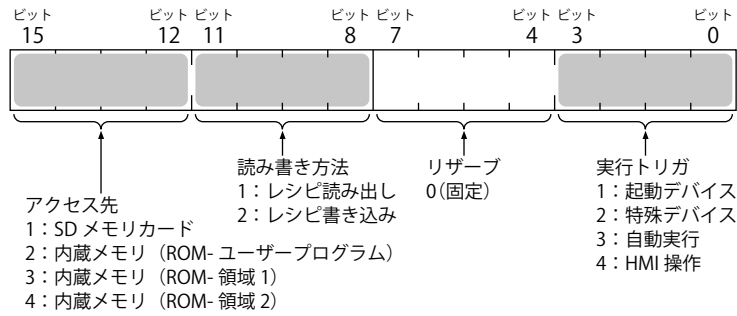 ビット ビット ビット ビット ビット ビット ビット ビット
15 12 11 8 7 4 3 0
アクセス先
1：SD メモリカード
2：内蔵メモリ（ROM- ユーザープログラム）
3：内蔵メモリ（ROM- 領域 1）
4：内蔵メモリ（ROM- 領域 2）
読み書き方法
1：レシピ読み出し
2：レシピ書き込み
リザーブ
0（固定）
実行トリガ
1：起動デバイス
2：特殊デバイス
3：自動実行
4：HMI 操作